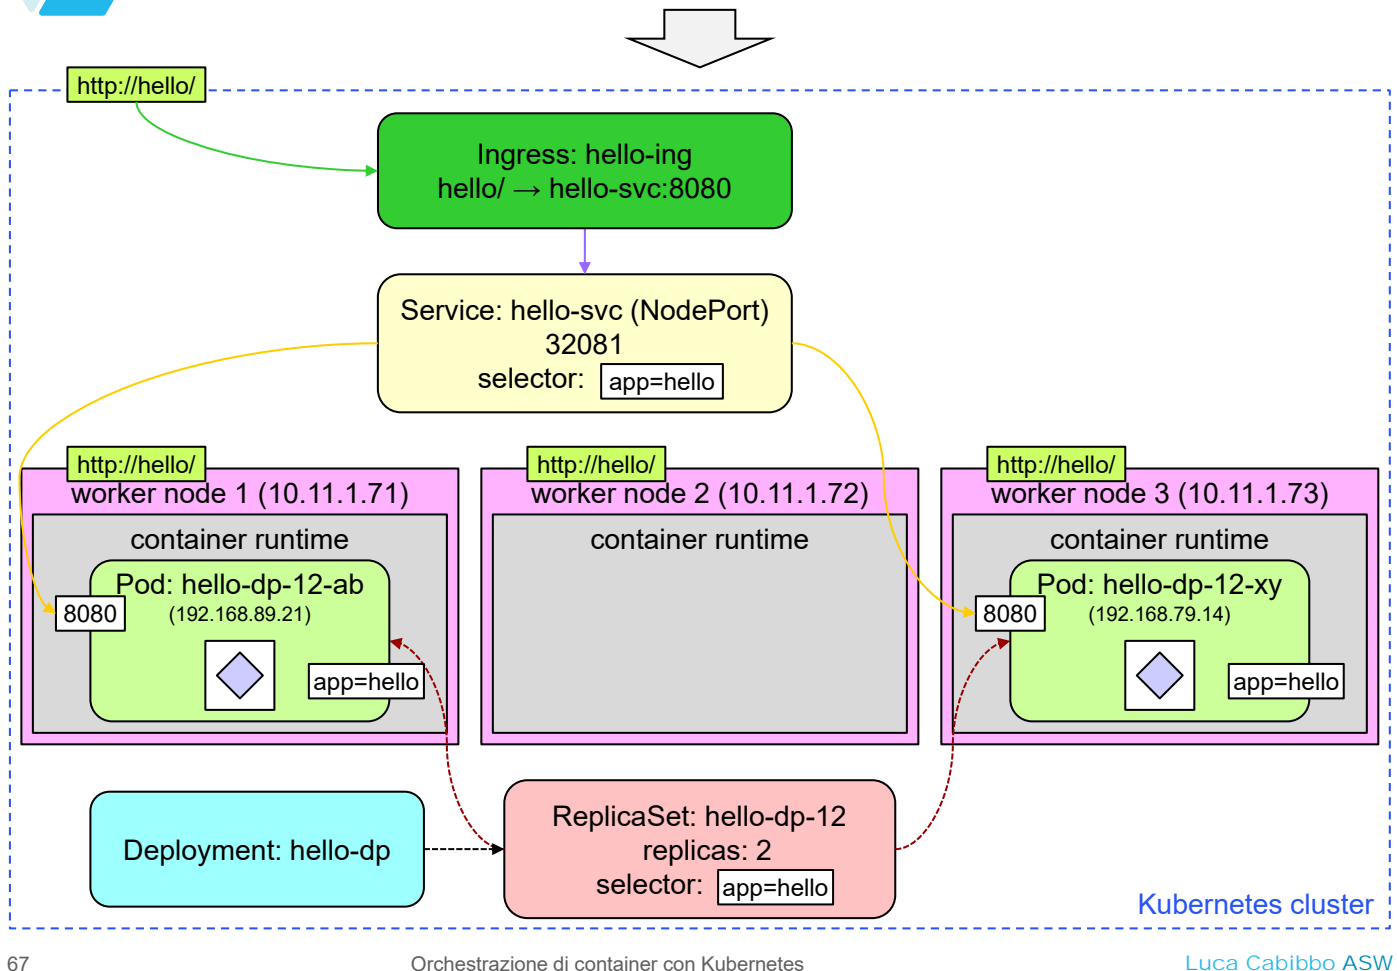 http://hello/
Ingress: hello-ing
hello/ → hello-svc:8080
Service: hello-svc (NodePort)
32081
selector: app=hello
http://hello/
worker node 1 (10.11.1.71)
container runtime
Pod: hello-dp-12-ab
(192.168.89.21)
8080
app=hello
http://hello/
worker node 2 (10.11.1.72)
container runtime
http://hello/
worker node 3 (10.11.1.73)
container runtime
Pod: hello-dp-12-xy
(192.168.79.14)
8080
app=hello
Deployment: hello-dp
ReplicaSet: hello-dp-12
replicas: 2
selector: app=hello
Kubernetes cluster
67
Orchestrazione di container con Kubernetes
Luca Cabibbo ASW